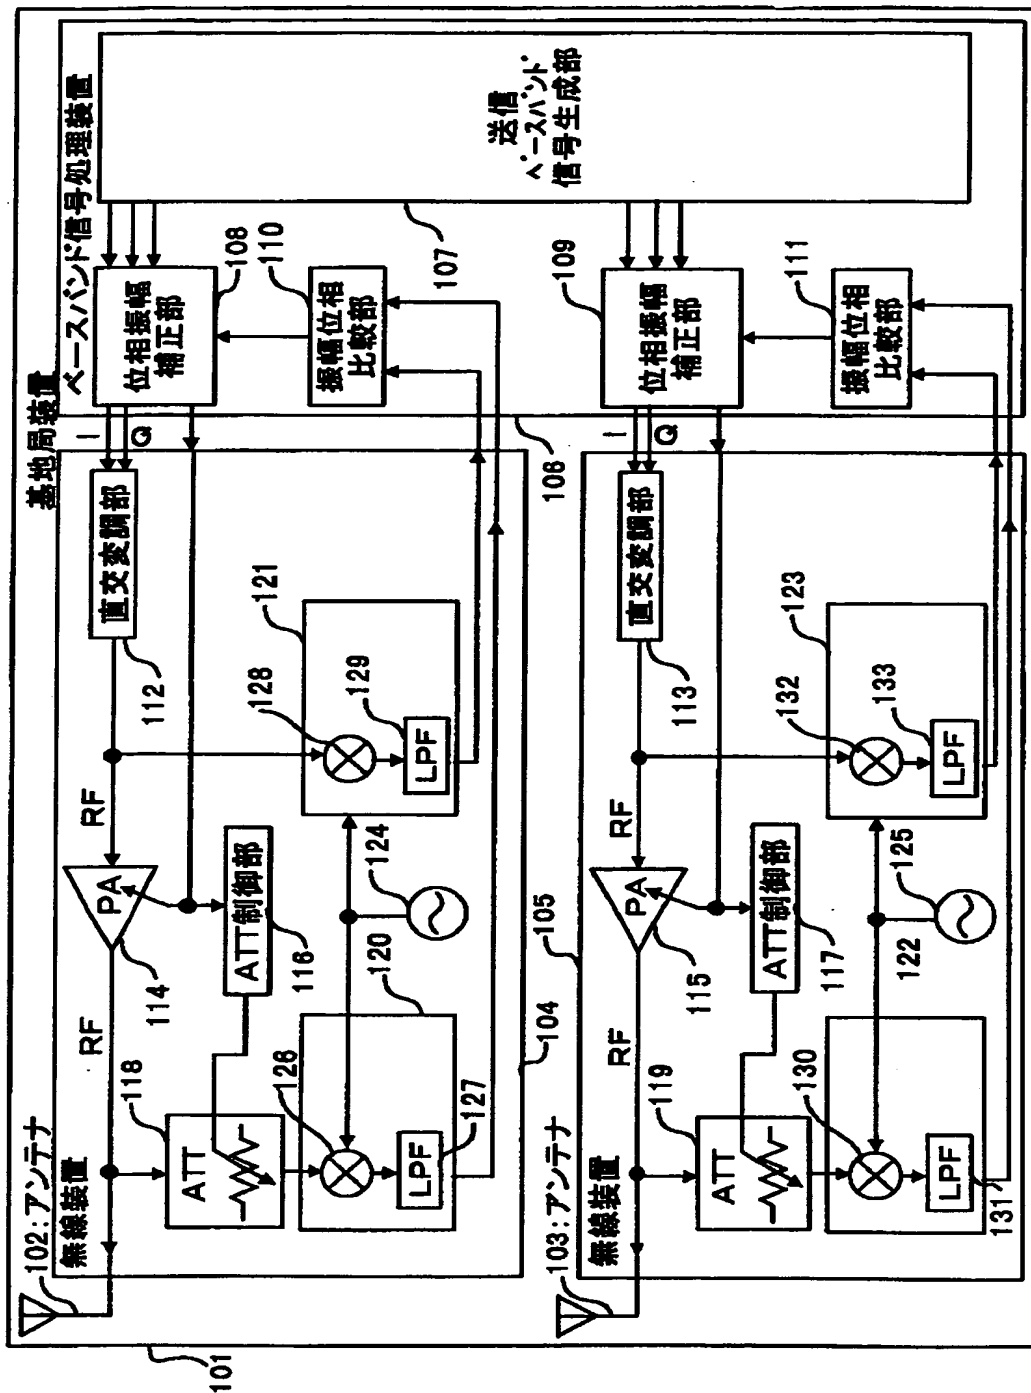 基地局装置
101
102:アンテナ
無線装置
118
RF
114
PA
RF
112
直交変調部
I
Q
ベースバンド信号処理装置
位相振幅
補正部
108
ATT
ATT制御部
116
126
120
LPF
127
124
128
121
129
LPF
振幅位相
比較部
110
104
106
107
送信
ベースバンド
信号生成部
103:アンテナ
無線装置
105
119
RF
115
PA
RF
113
直交変調部
I
Q
位相振幅
補正部
109
ATT
ATT制御部
117
130
122
LPF
131
125
132
123
133
LPF
振幅位相
比較部
111